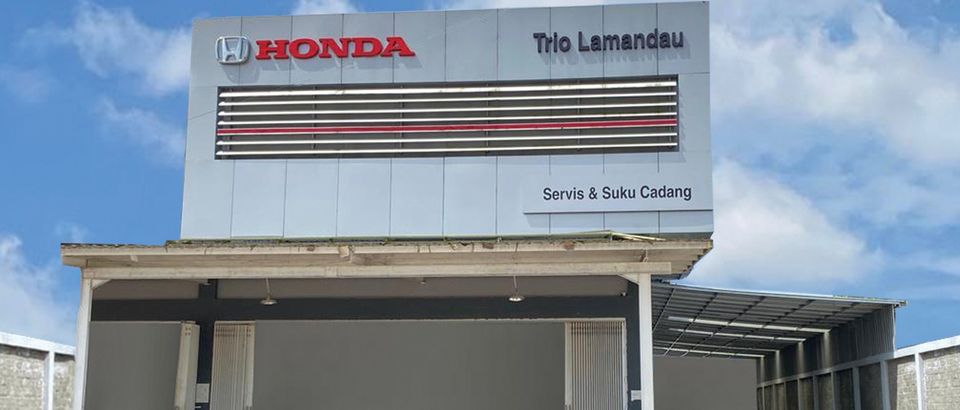 HONDA
Trio Lamandau
Servis & Suku Cadang